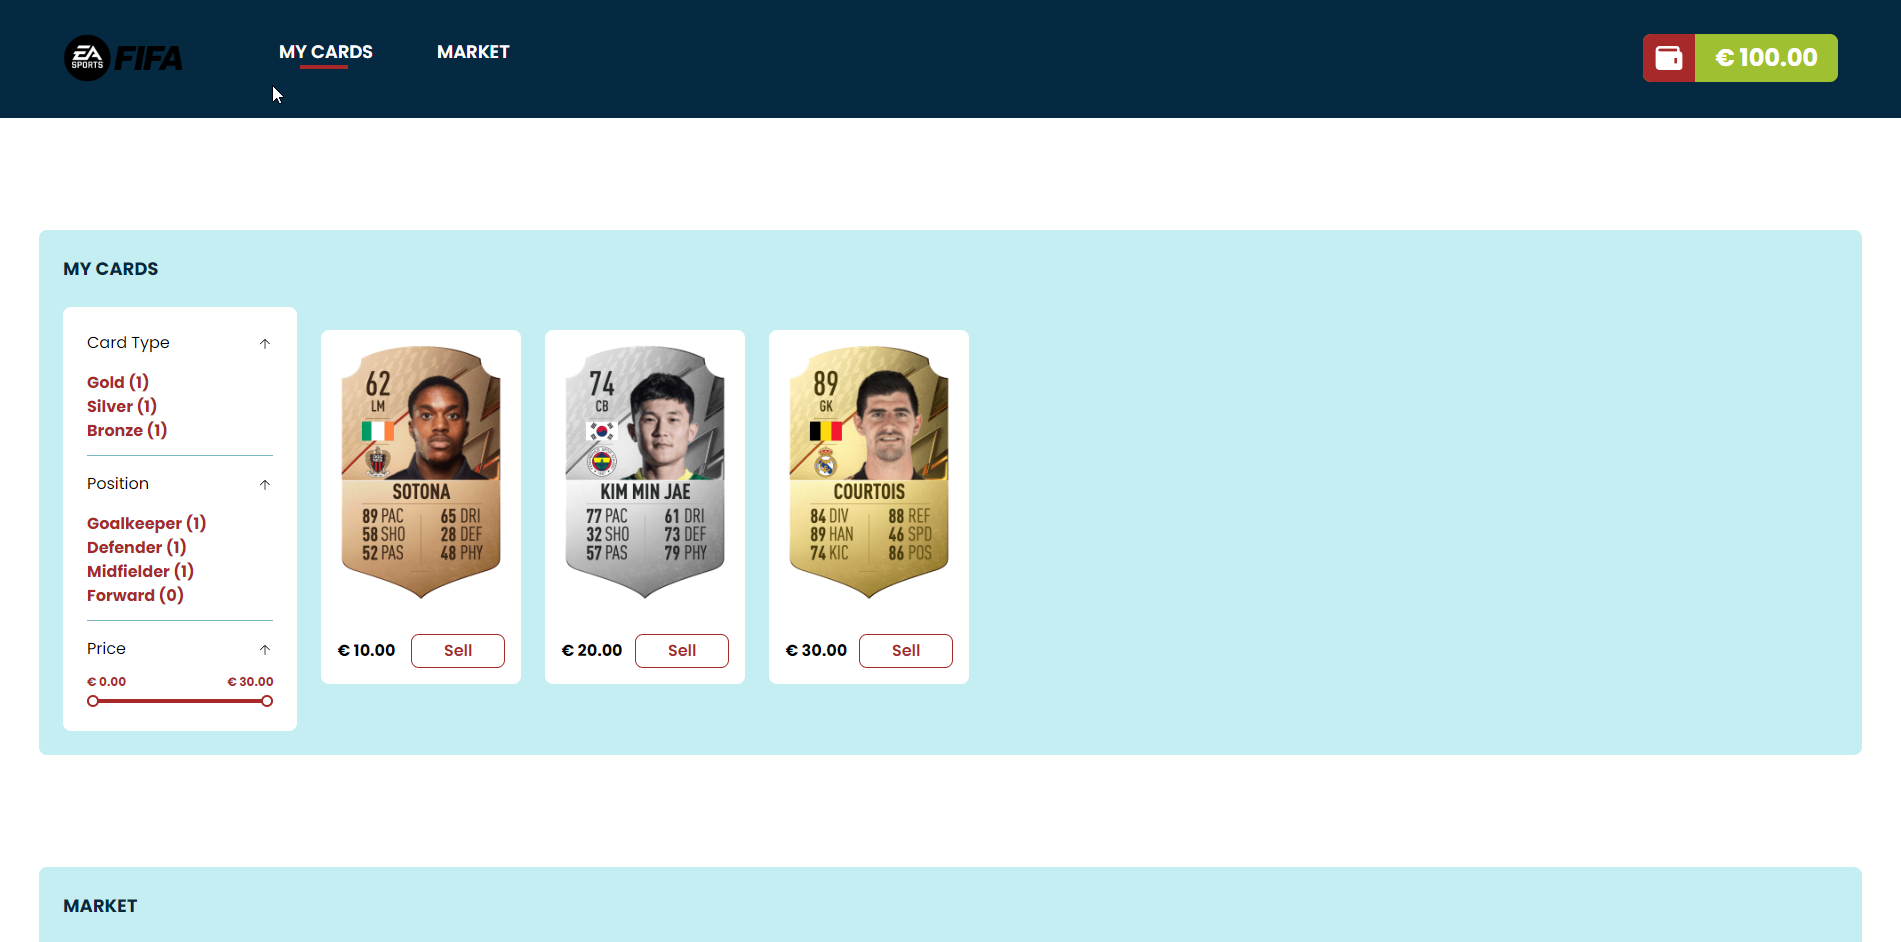 EA
SPORTS
FIFA
MY CARDS
MARKET
€ 100.00
MY CARDS
Card Type
Gold (1)
Silver (1)
Bronze (1)
Position
Goalkeeper (1)
Defender (1)
Midfielder (1)
Forward (0)
Price
€ 0.00
€ 30.00
62
LM
SOTONA
89 PAC
65 DRI
58 SHO
28 DEF
52 PAS
48 PHY
€ 10.00
Sell
74
CB
KIM MIN JAE
77 PAC
61 DRI
32 SHO
73 DEF
57 PAS
79 PHY
€ 20.00
Sell
89
GK
COURTOIS
84 DIV
88 REF
89 HAN
46 SPD
74 KIC
86 POS
€ 30.00
Sell
MARKET